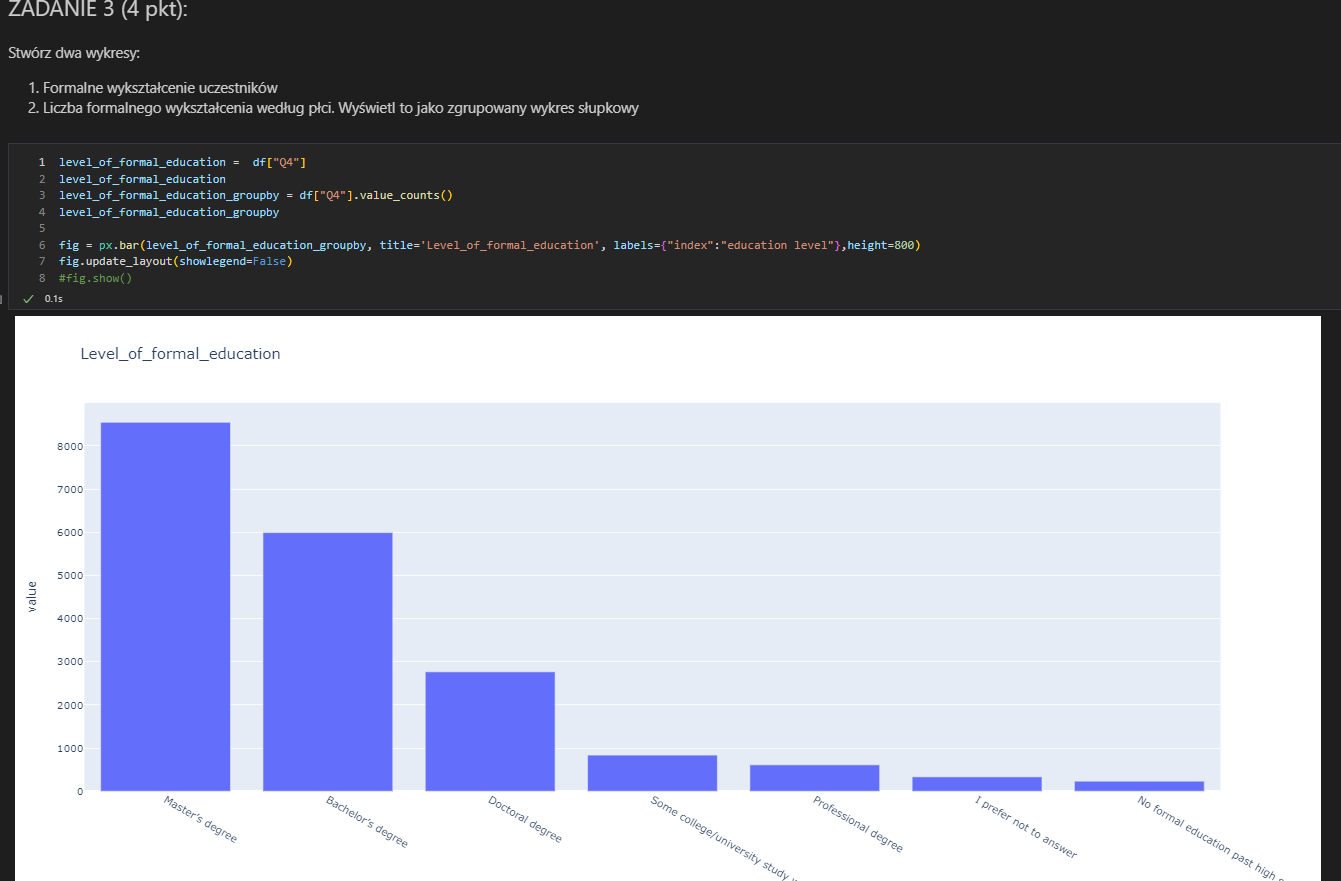 ZADANIE 3 (4 pkt):
Stwórz dwa wykresy:
1. Formalne wykształcenie uczestników
2. Liczba formalnego wykształcenia według płci. Wyświetl to jako zgrupowany wykres słupkowy
1 level_of_formal_education =  df["Q4"]
2 level_of_formal_education
3 level_of_formal_education_groupby = df["Q4"].value_counts()
4 level_of_formal_education_groupby
5
6 fig = px.bar(level_of_formal_education_groupby, title='Level_of_formal_education', labels={"index":"education level"},height=800)
7 fig.update_layout(showlegend=False)
8 #fig.show()
0.1s
Level_of_formal_education
8000
7000
6000
5000
4000
3000
2000
1000
0
value
Master's degree
Bachelor's degree
Doctoral degree
Some college/university study
Professional degree
I prefer not to answer
No formal education past high